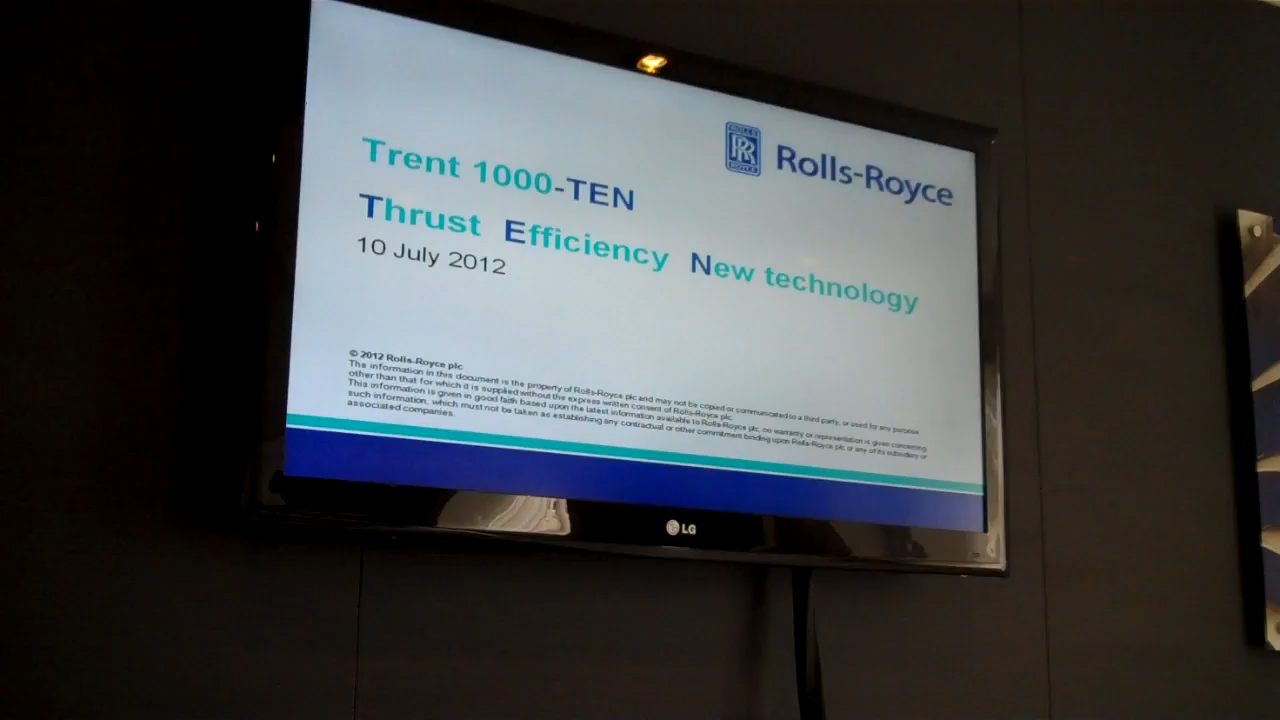 ROLLS
RR
ROYCE
Rolls-Royce
Trent 1000-TEN
Thrust Efficiency New technology
10 July 2012
© 2012 Rolls-Royce plc
The information in this document is the property of Rolls-Royce plc and may not be copied or communicated to a third party, or used for any purpose
other than that for which it is supplied without the express written consent of Rolls-Royce plc.
This information is given in good faith based upon the latest information available to Rolls-Royce plc, no warranty or representation is given concerning
such information, which must not be taken as establishing any contractual or other commitment binding upon Rolls-Royce plc or any of its subsidiary or
associated companies.
LG